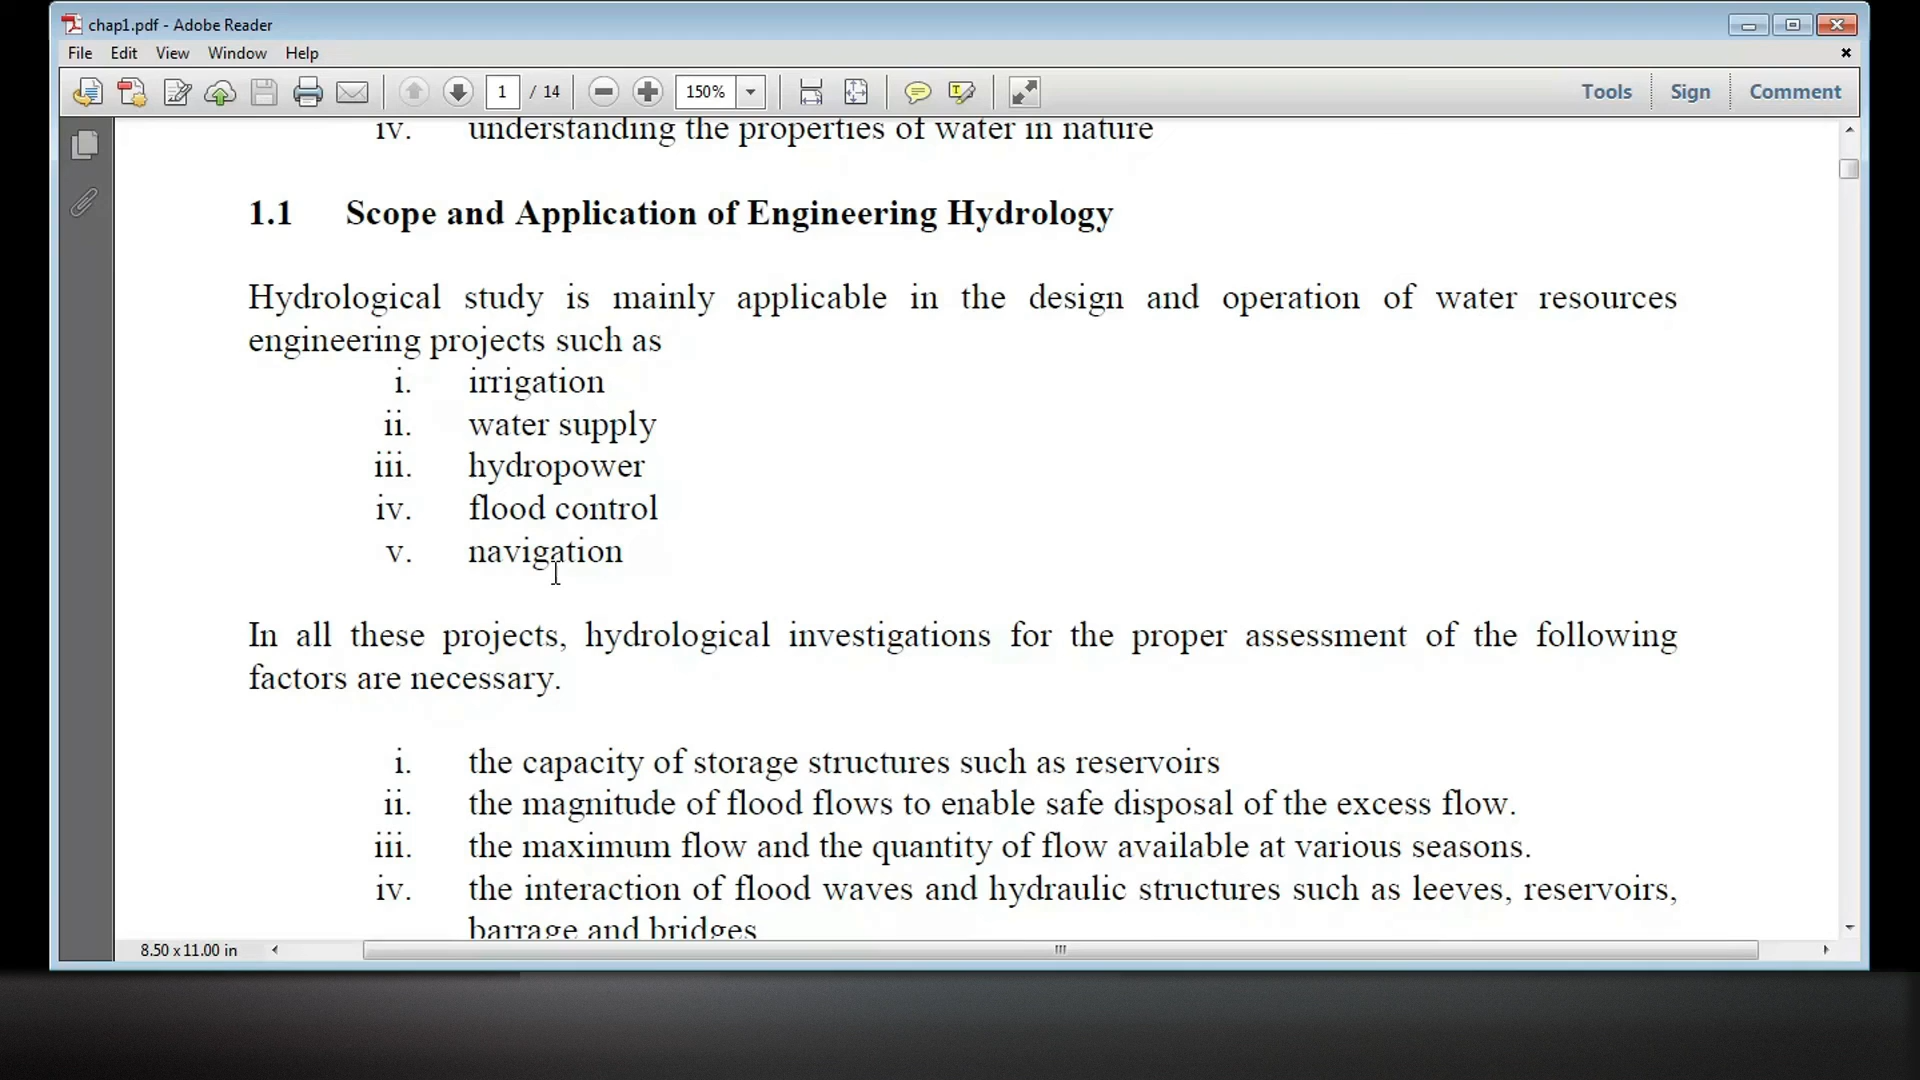 chap1.pdf - Adobe Reader
File Edit View Window Help
1 / 14 150% Tools Sign Comment
iv. understanding the properties of water in nature
1.1 Scope and Application of Engineering Hydrology
Hydrological study is mainly applicable in the design and operation of water resources
engineering projects such as
i. irrigation
ii. water supply
iii. hydropower
iv. flood control
v. navigation
In all these projects, hydrological investigations for the proper assessment of the following
factors are necessary.
i. the capacity of storage structures such as reservoirs
ii. the magnitude of flood flows to enable safe disposal of the excess flow.
iii. the maximum flow and the quantity of flow available at various seasons.
iv. the interaction of flood waves and hydraulic structures such as leeves, reservoirs,
barrage and bridges
8.50 x 11.00 in